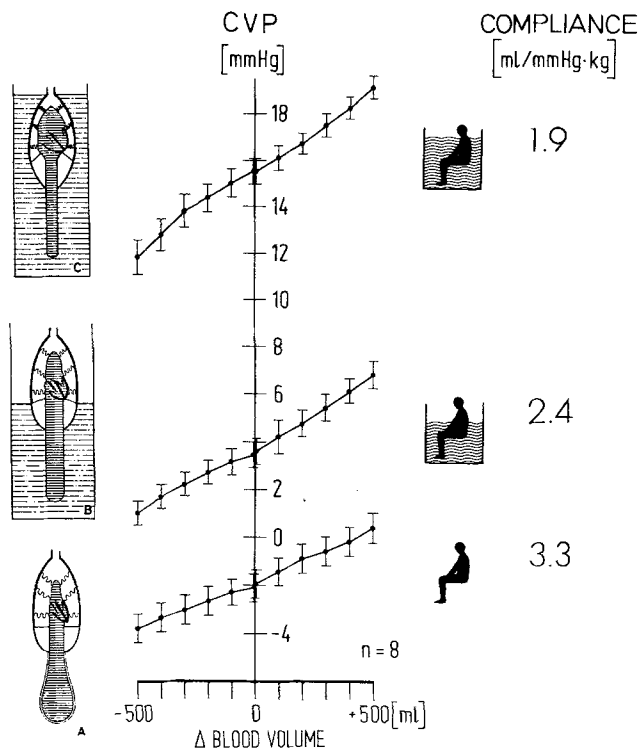 CVP
[mmHg]
COMPLIANCE
[ml/mmHg·kg]
18
16
14
12
10
8
6
4
2
0
-4
C
B
A
1.9
2.4
3.3
n = 8
-500
0
+500 [ml]
Δ BLOOD VOLUME